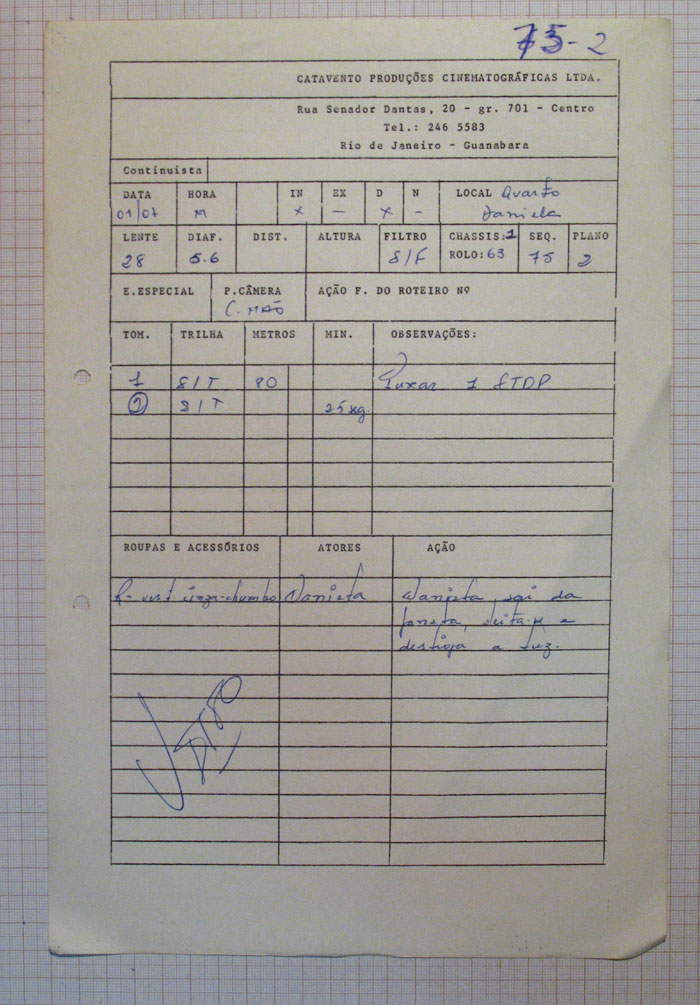 75-2
CATAVENTO PRODUÇÕES CINEMATOGRÁFICAS LTDA.
Rua Senador Dantas, 20 - gr. 701 - Centro
Tel.: 246 5583
Rio de Janeiro - Guanabara
Continuista
DATA HORA IN EX D N LOCAL Quarto
01/07 M x - x - Daniela
LENTE DIAF. DIST. ALTURA FILTRO CHASSIS:1 SEQ. PLANO
28 5.6 S/F ROLO:63 75 2
E.ESPECIAL P.CÂMERA AÇÃO F. DO ROTEIRO Nº
C. MÃO
TOM. TRILHA METROS MIN. OBSERVAÇÕES:
1 S/T 80 Puxar 1 STOP
2 S/T 25 sg.
ROUPAS E ACESSÓRIOS ATORES AÇÃO
R- vest. cinza-chumbo Daniela Daniela sai da
janela, deita-se e
desliga a luz.